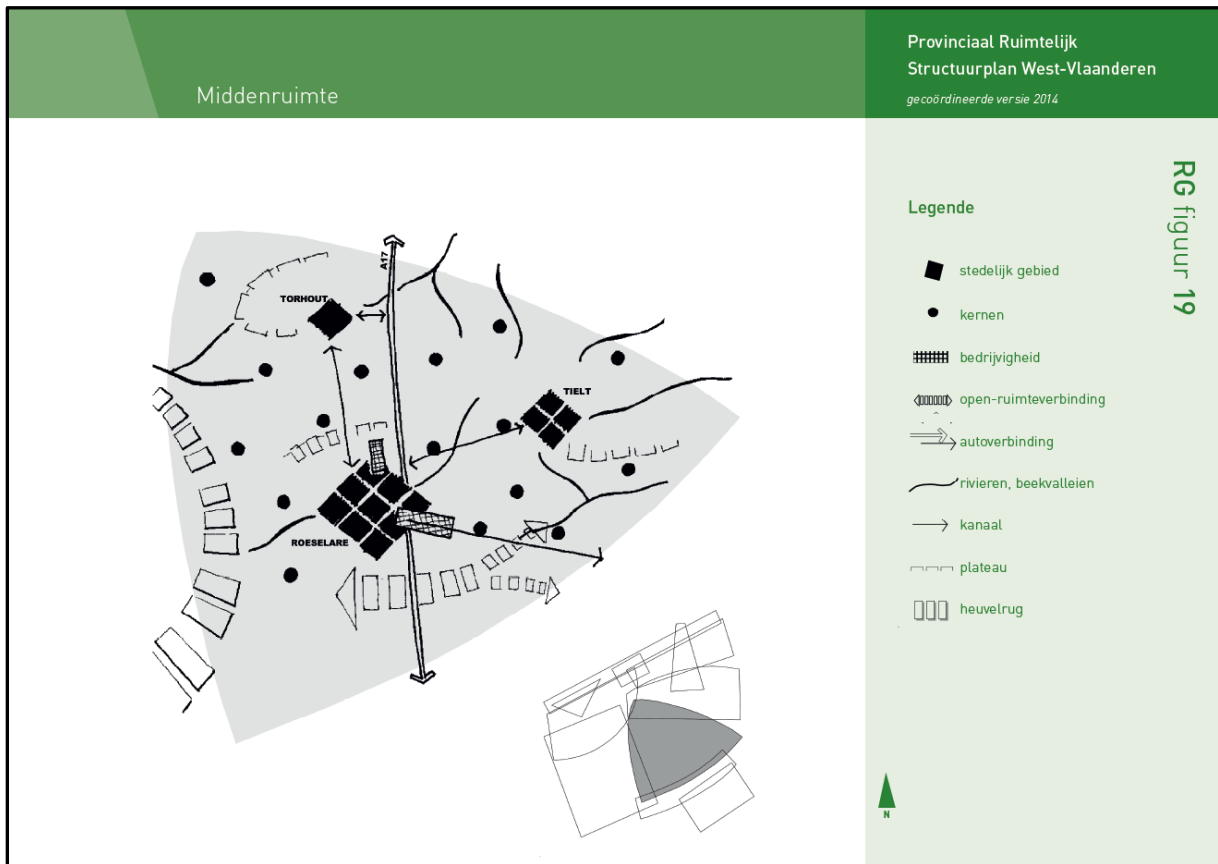 Middenruimte
Provinciaal Ruimtelijk
Structuurplan West-Vlaanderen
gecoördineerde versie 2014
RG figuur 19
A17
TORHOUT
TIELT
ROESELARE
Legende
stedelijk gebied
kernen
bedrijvigheid
open-ruimteverbinding
autoverbinding
rivieren, beekvalleien
kanaal
plateau
heuvelrug
N